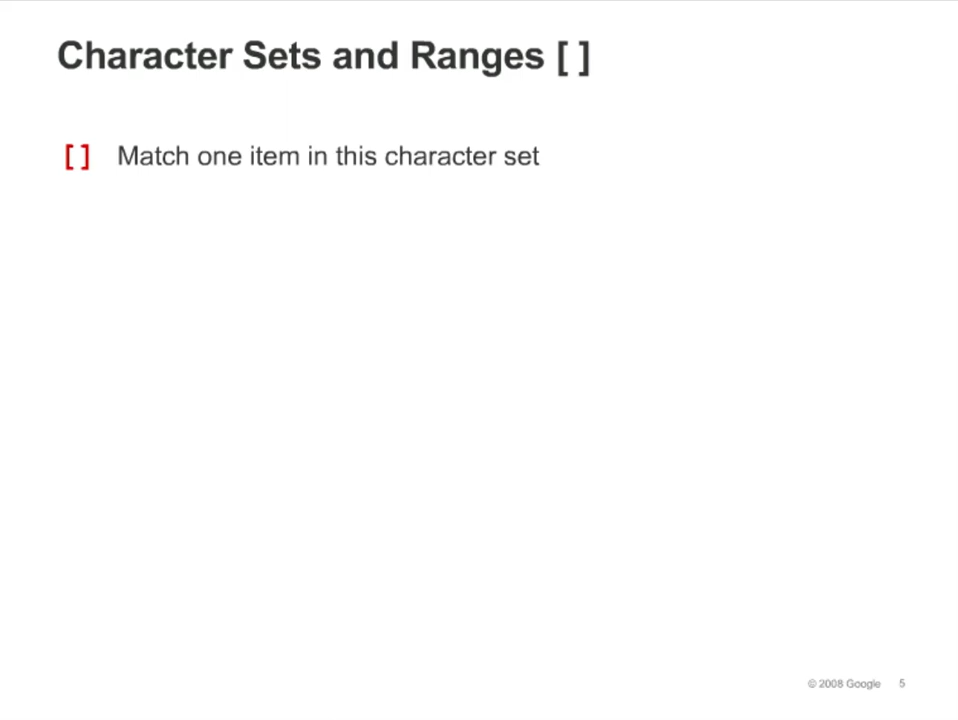 Character Sets and Ranges [ ]
[ ] Match one item in this character set
© 2008 Google 5